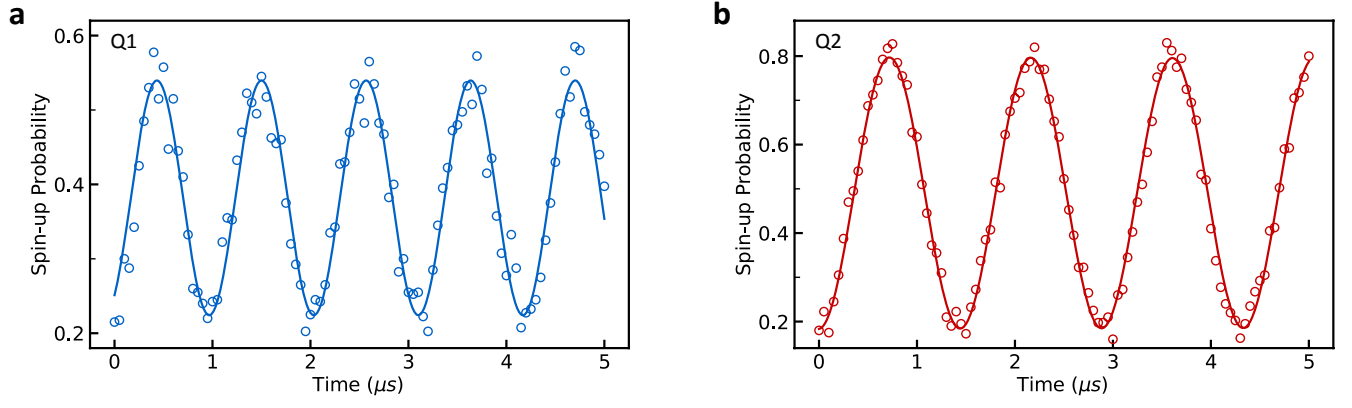 a
Q1
Spin-up Probability
0.6
0.4
0.2
0 1 2 3 4 5
Time (μs)
b
Q2
Spin-up Probability
0.8
0.6
0.4
0.2
0 1 2 3 4 5
Time (μs)